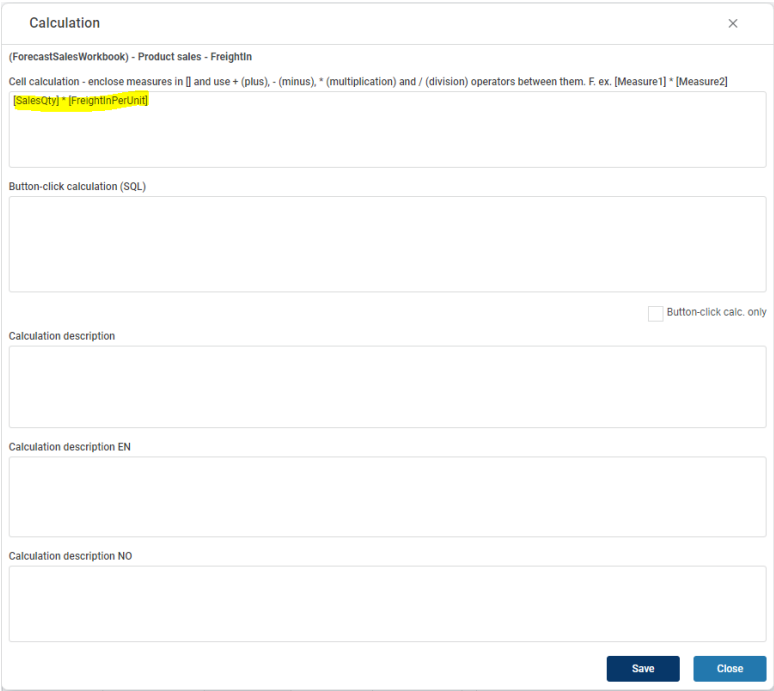 Calculation
(ForecastSalesWorkbook) - Product sales - FreightIn
Cell calculation - enclose measures in [] and use + (plus), - (minus), * (multiplication) and / (division) operators between them. F. ex. [Measure1] * [Measure2]
[SalesQty] * [FreightInPerUnit]
Button-click calculation (SQL)
Button-click calc. only
Calculation description
Calculation description EN
Calculation description NO
Save Close